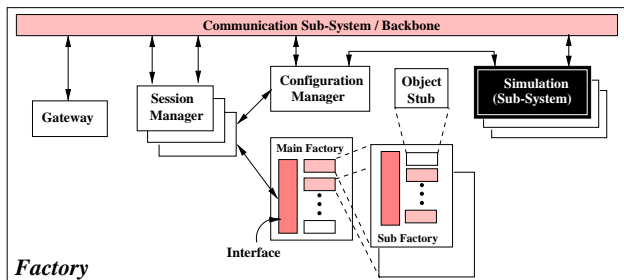 Communication Sub-System / Backbone
Gateway
Session
Manager
Configuration
Manager
Object
Stub
Simulation
(Sub-System)
Main Factory
Interface
Sub Factory
Factory